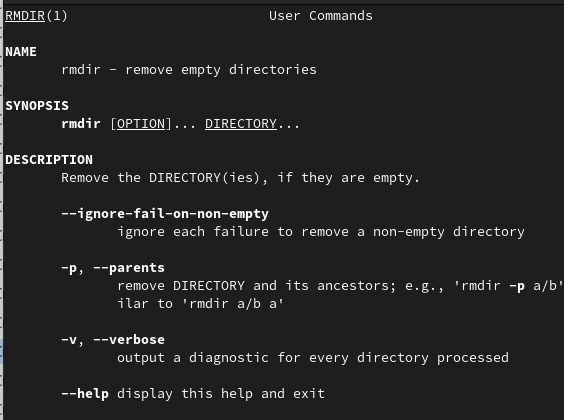 RMDIR(1) User Commands
NAME
rmdir - remove empty directories
SYNOPSIS
rmdir [OPTION]... DIRECTORY...
DESCRIPTION
Remove the DIRECTORY(ies), if they are empty.
--ignore-fail-on-non-empty
ignore each failure to remove a non-empty directory
-p, --parents
remove DIRECTORY and its ancestors; e.g., 'rmdir -p a/b'
ilar to 'rmdir a/b a'
-v, --verbose
output a diagnostic for every directory processed
--help display this help and exit